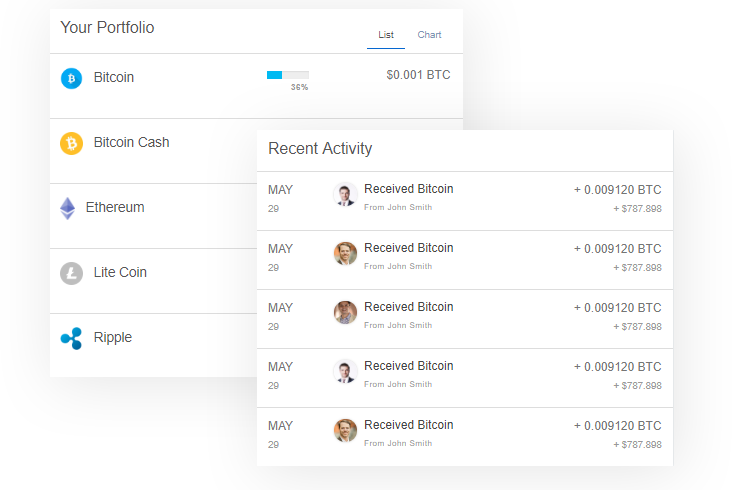 Your Portfolio
List Chart
Bitcoin
36%
$0.001 BTC
Bitcoin Cash
Ethereum
Lite Coin
Ripple
Recent Activity
MAY
29
Received Bitcoin
From John Smith
+ 0.009120 BTC
+ $787.898
MAY
29
Received Bitcoin
From John Smith
+ 0.009120 BTC
+ $787.898
MAY
29
Received Bitcoin
From John Smith
+ 0.009120 BTC
+ $787.898
MAY
29
Received Bitcoin
From John Smith
+ 0.009120 BTC
+ $787.898
MAY
29
Received Bitcoin
From John Smith
+ 0.009120 BTC
+ $787.898